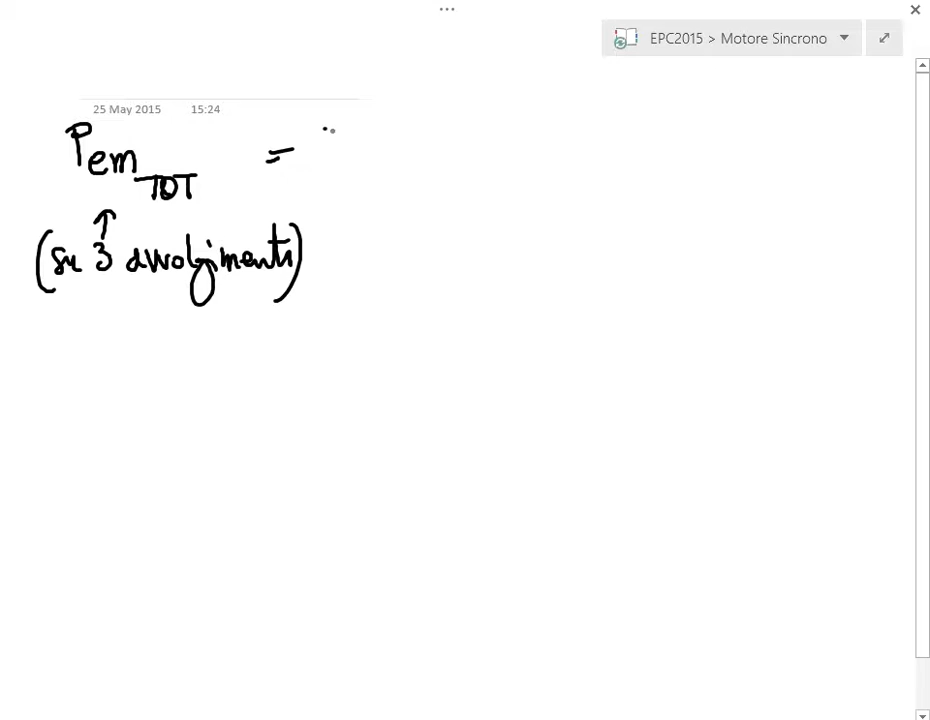 EPC2015 > Motore Sincrono
25 May 2015 15:24
Pem TOT =
(su 3 avvolgimenti)